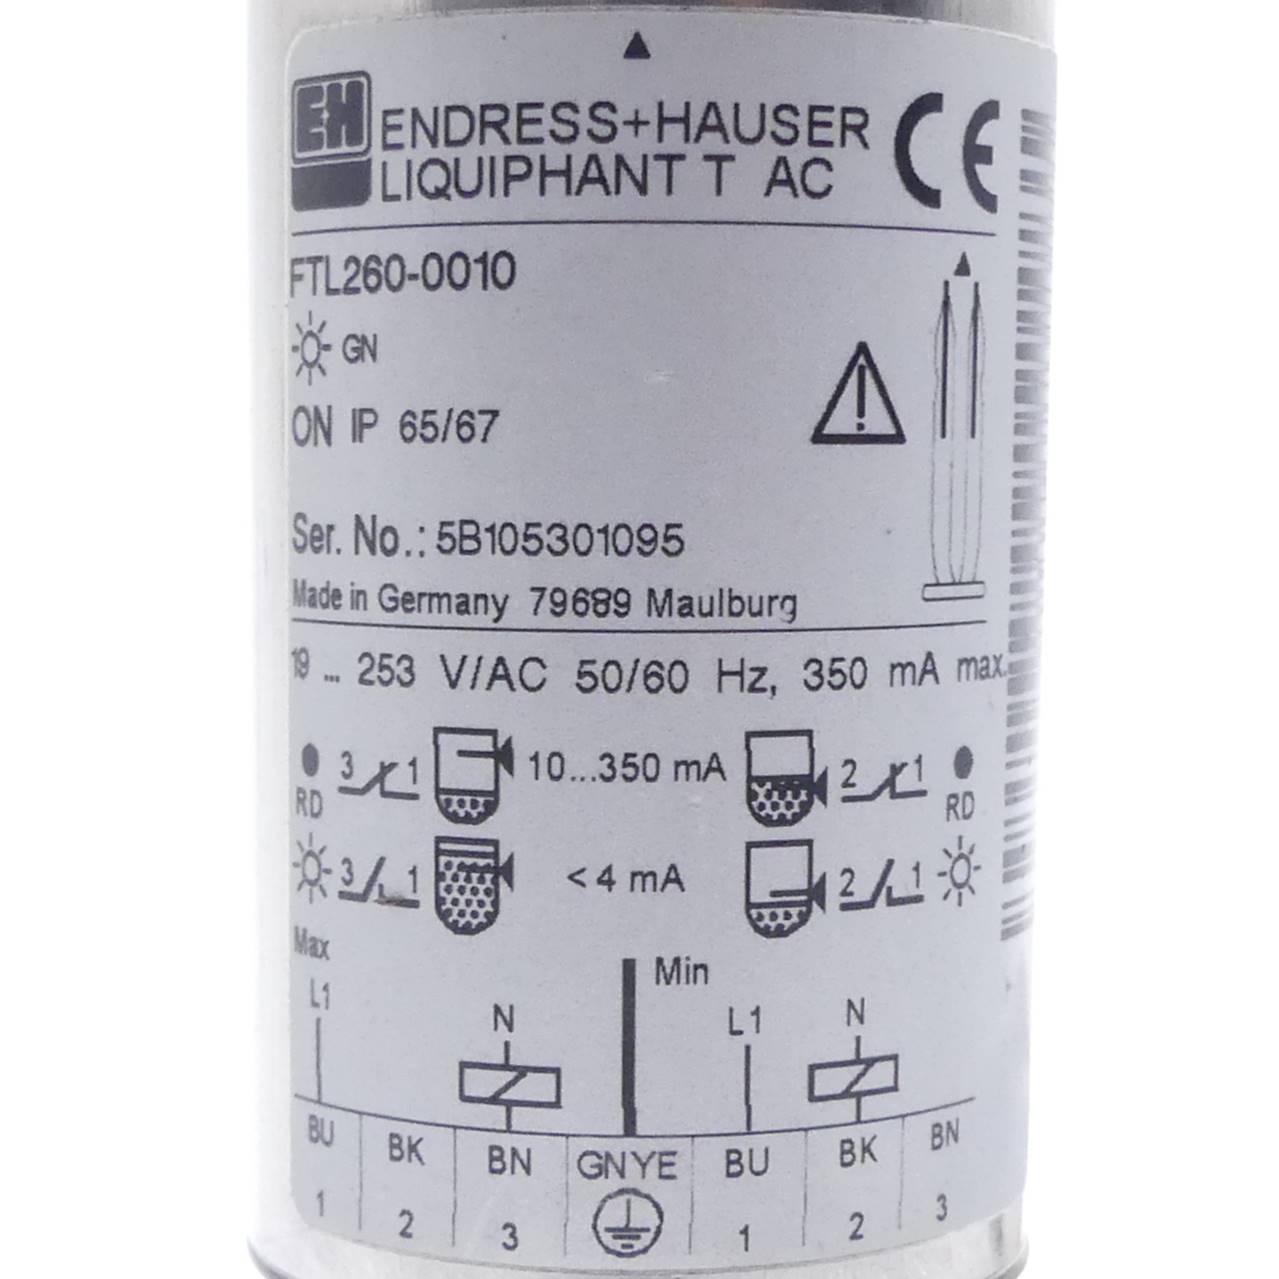 EH ENDRESS+HAUSER CE
LIQUIPHANT T AC
FTL260-0010
GN
ON IP 65/67
Ser. No.: 5B105301095
Made in Germany 79689 Maulburg
19 ... 253 V/AC 50/60 Hz, 350 mA max.
3 1 10...350 mA 2 1
RD RD
3 1 <4 mA 2 1
Max Min
L1 N L1 N
BU BK BN GNYE BU BK BN
1 2 3 1 2 3